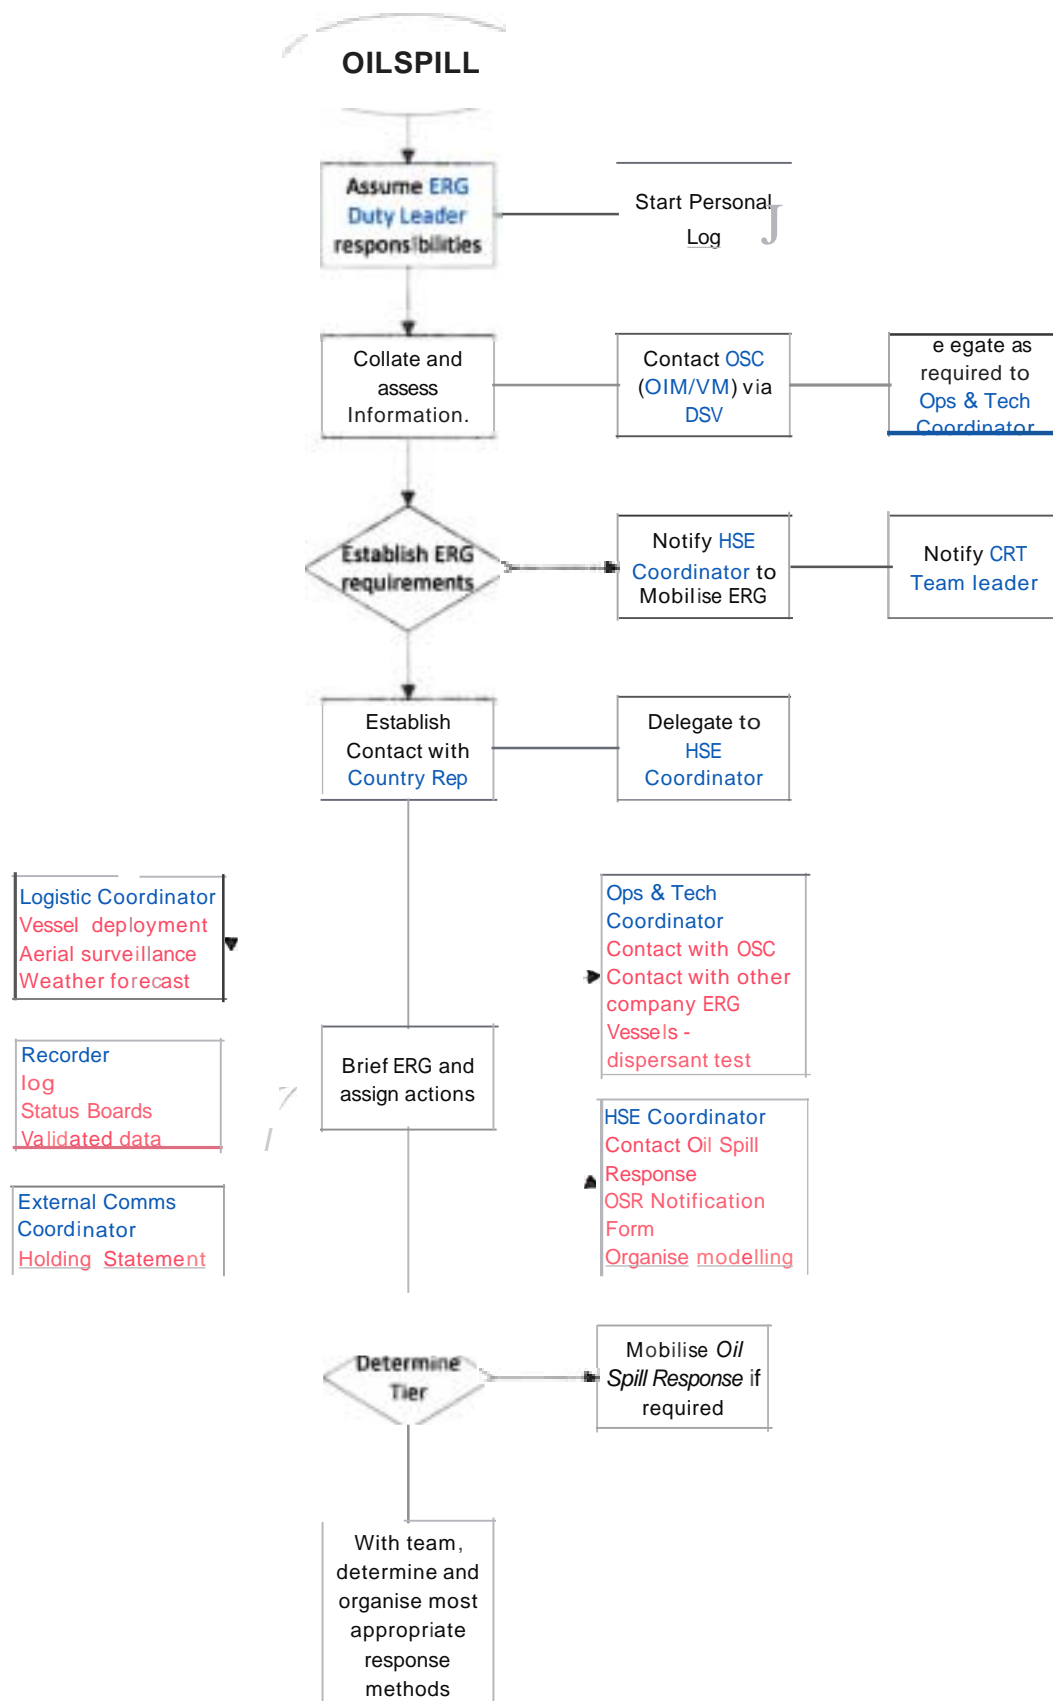 OILSPILL
Assume ERG
Duty Leader
responsibilities
Start Personal
Log
Collate and
assess
Information.
Contact OSC
(OIM/VM) via
DSV
e egate as
required to
Ops & Tech
Coordinator
Establish ERG
requirements
Notify HSE
Coordinator to
Mobilise ERG
Notify CRT
Team leader
Establish
Contact with
Country Rep
Delegate to
HSE
Coordinator
Logistic Coordinator
Vessel deployment
Aerial surveillance
Weather forecast
Ops & Tech
Coordinator
Contact with OSC
Contact with other
company ERG
Vessels -
dispersant test
Recorder
log
Status Boards
Validated data
Brief ERG and
assign actions
HSE Coordinator
Contact Oil Spill
Response
OSR Notification
Form
Organise modelling
External Comms
Coordinator
Holding Statement
Determine
Tier
Mobilise Oil
Spill Response if
required
With team,
determine and
organise most
appropriate
response
methods